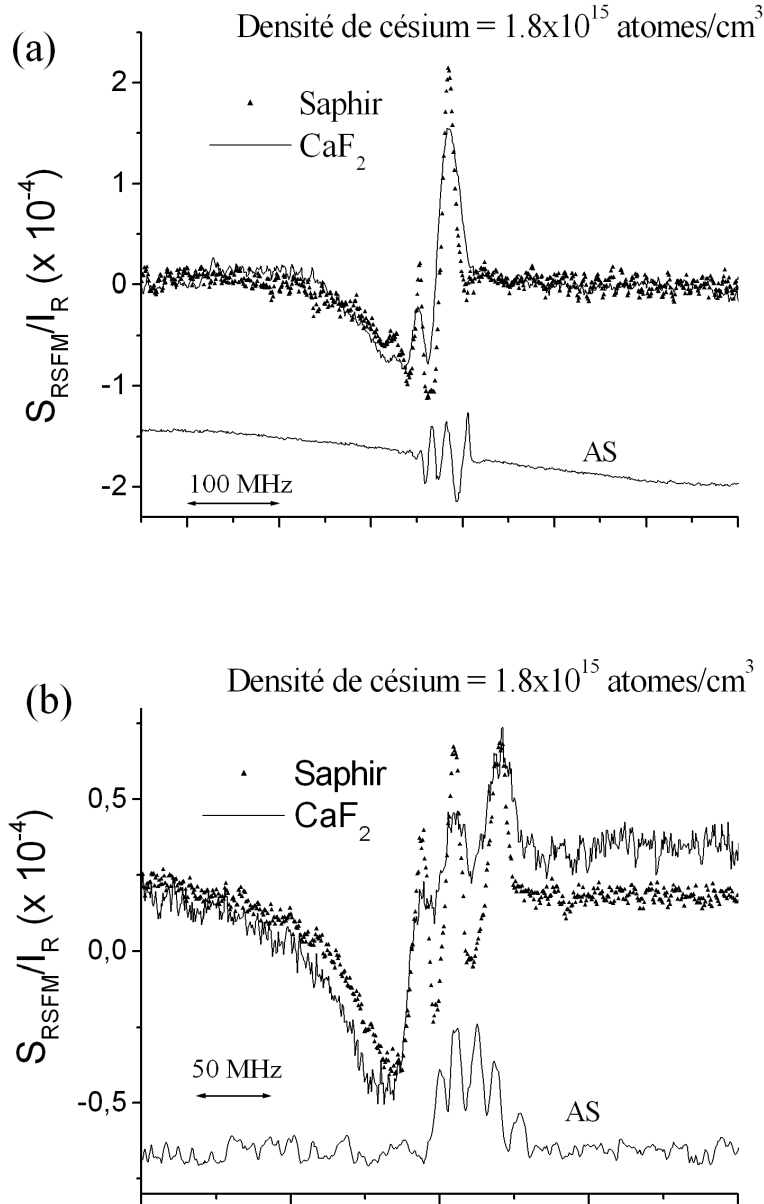 (a)
Densité de césium = 1.8x10^15 atomes/cm^3
Saphir
CaF_2
S_RSFM/I_R (x 10^-4)
2
1
0
-1
-2
AS
100 MHz
(b)
Densité de césium = 1.8x10^15 atomes/cm^3
Saphir
CaF_2
S_RSFM/I_R (x 10^-4)
0,5
0,0
-0,5
50 MHz
AS